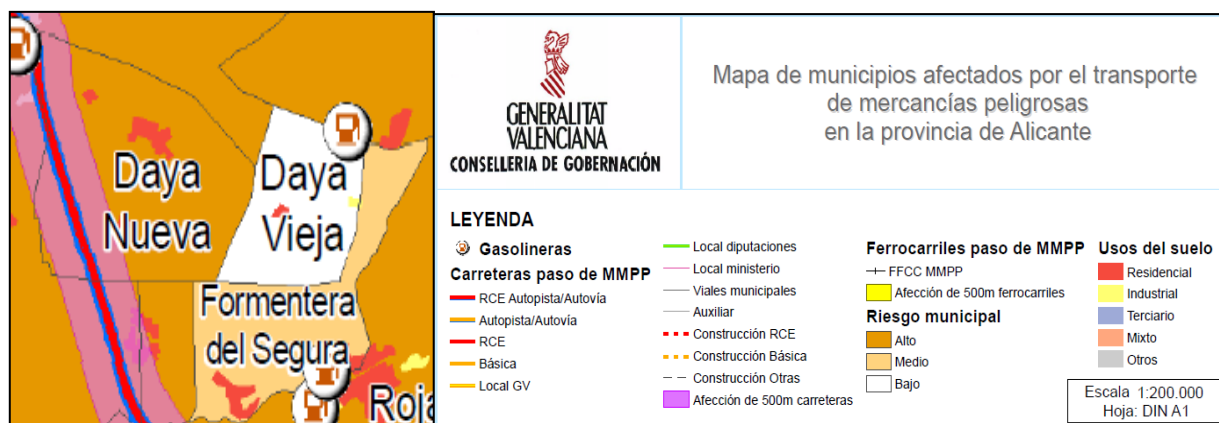 Daya
Nueva
Daya
Vieja
Formentera
del Segura
Roja
GENERALITAT
VALENCIANA
CONSELLERIA DE GOBERNACIÓN
Mapa de municipios afectados por el transporte
de mercancías peligrosas
en la provincia de Alicante
LEYENDA
Gasolineras
Carreteras paso de MMPP
RCE Autopista/Autovía
Autopista/Autovía
RCE
Básica
Local GV
Local diputaciones
Local ministerio
Viales municipales
Auxiliar
Construcción RCE
Construcción Básica
Construcción Otras
Afección de 500m carreteras
Ferrocarriles paso de MMPP
FFCC MMPP
Afección de 500m ferrocarriles
Riesgo municipal
Alto
Medio
Bajo
Usos del suelo
Residencial
Industrial
Terciario
Mixto
Otros
Escala 1:200.000
Hoja: DIN A1